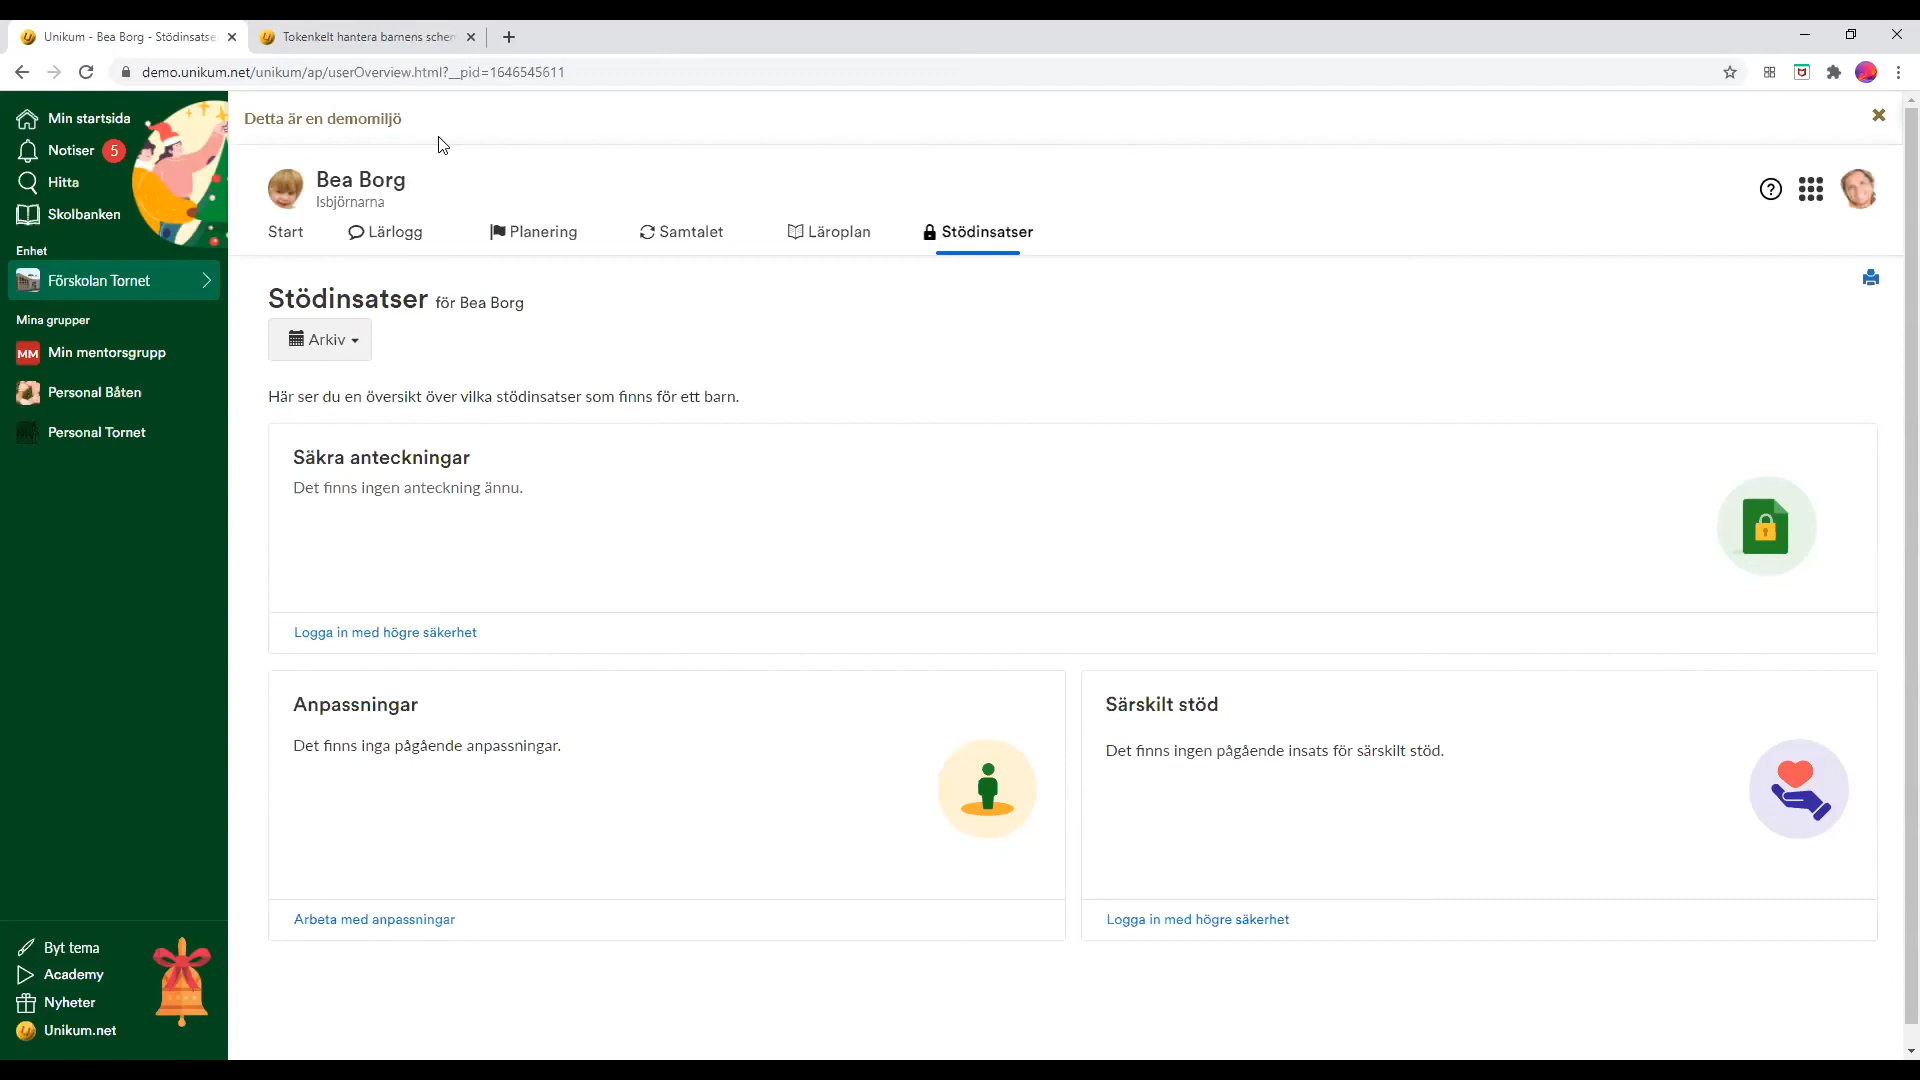 Unikum - Bea Borg - Stödinsatse
Tokenkelt hantera barnens schem
demo.unikum.net/unikum/ap/userOverview.html?__pid=1646545611
Min startsida
Notiser 5
Hitta
Skolbanken
Enhet
Förskolan Tornet
Mina grupper
MM Min mentorsgrupp
Personal Båten
Personal Tornet
Byt tema
Academy
Nyheter
Unikum.net
Detta är en demomiljö
Bea Borg
Isbjörnarna
Start Lärlogg Planering Samtalet Läroplan Stödinsatser
Stödinsatser för Bea Borg
Arkiv
Här ser du en översikt över vilka stödinsatser som finns för ett barn.
Säkra anteckningar
Det finns ingen anteckning ännu.
Logga in med högre säkerhet
Anpassningar
Det finns inga pågående anpassningar.
Arbeta med anpassningar
Särskilt stöd
Det finns ingen pågående insats för särskilt stöd.
Logga in med högre säkerhet